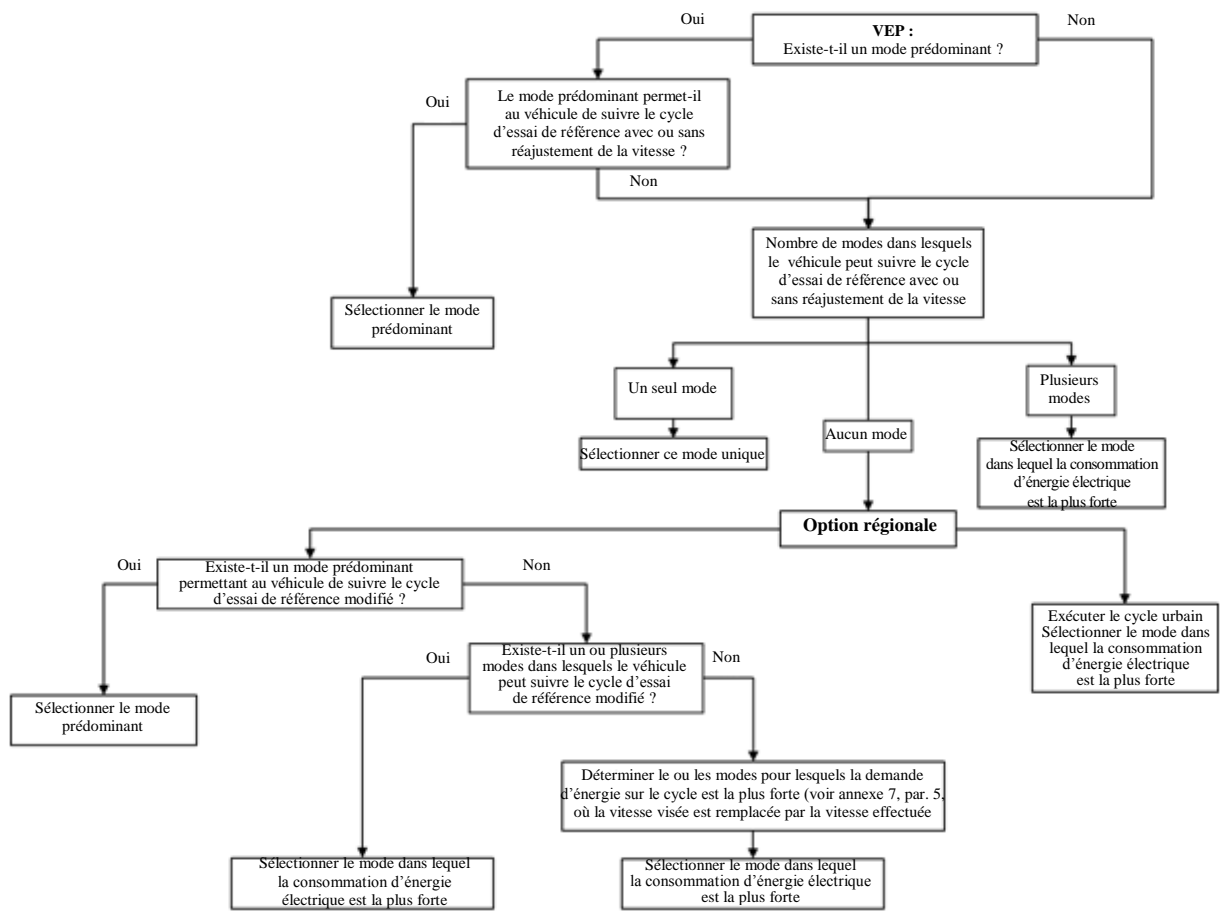 Oui
VEP :
Existe-t-il un mode prédominant ?
Non
Oui
Le mode prédominant permet-il
au véhicule de suivre le cycle
d’essai de référence avec ou sans
réajustement de la vitesse ?
Non
Nombre de modes dans lesquels
le véhicule peut suivre le cycle
d’essai de référence avec ou
sans réajustement de la vitesse
Sélectionner le mode
prédominant
Un seul mode
Plusieurs
modes
Aucun mode
Sélectionner ce mode unique
Sélectionner le mode
dans lequel la consommation
d’énergie électrique
est la plus forte
Option régionale
Oui
Existe-t-il un mode prédominant
permettant au véhicule de suivre le cycle
d’essai de référence modifié ?
Non
Exécuter le cycle urbain
Sélectionner le mode dans
lequel la consommation
d’énergie électrique
est la plus forte
Oui
Existe-t-il un ou plusieurs
modes dans lesquels le véhicule
peut suivre le cycle d’essai
de référence modifié ?
Non
Sélectionner le mode
prédominant
Déterminer le ou les modes pour lesquels la demande
d’énergie sur le cycle est la plus forte (voir annexe 7, par. 5,
où la vitesse visée est remplacée par la vitesse effectuée
Sélectionner le mode dans lequel
la consommation d’énergie
électrique est la plus forte
Sélectionner le mode dans lequel
la consommation d’énergie électrique
est la plus forte